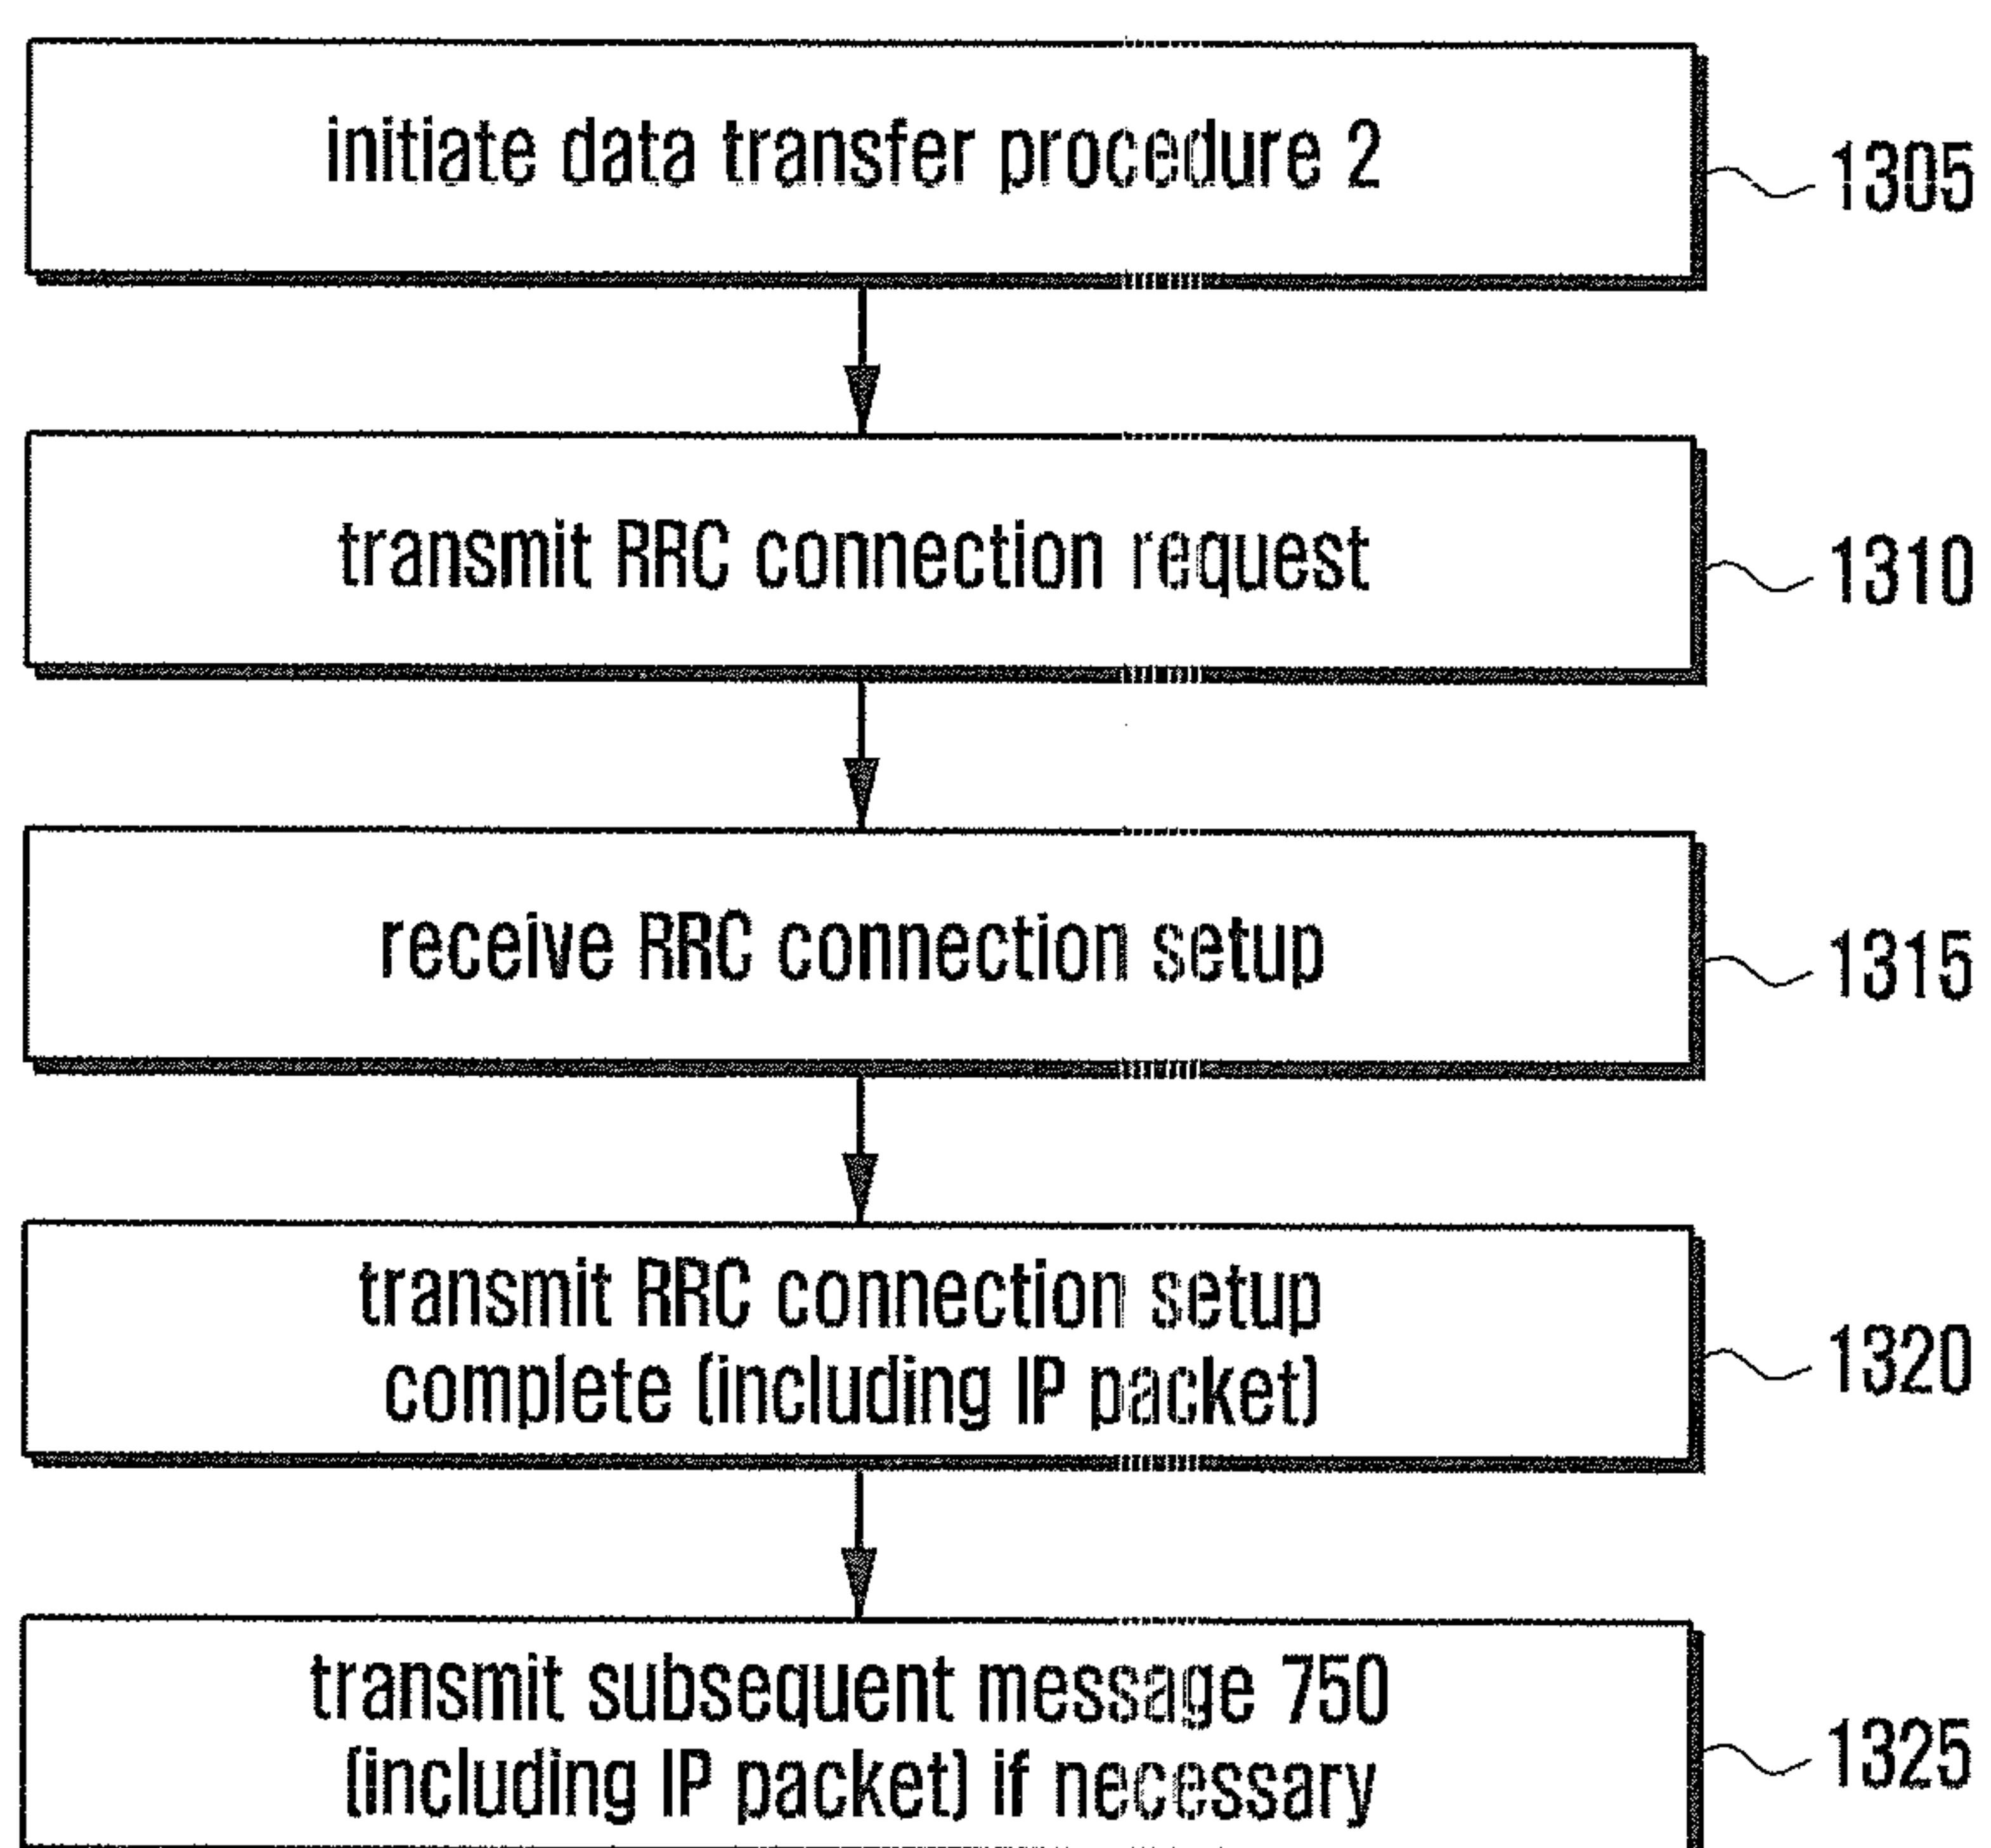 initiate data transfer procedure 2
1305
transmit RRC connection request
1310
receive RRC connection setup
1315
transmit RRC connection setup
complete (including IP packet)
1320
transmit subsequent message 750
(including IP packet) if necessary
1325